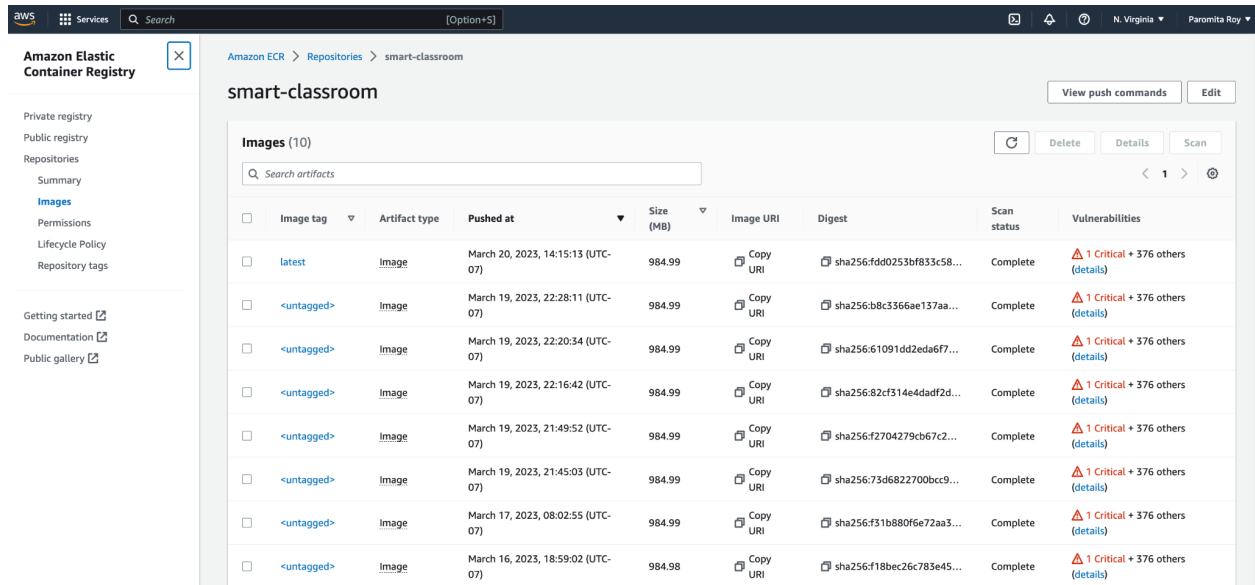 aws Services Search [Option+S] N. Virginia Paromita Roy
Amazon Elastic
Container Registry
Private registry
Public registry
Repositories
Summary
Images
Permissions
Lifecycle Policy
Repository tags
Getting started
Documentation
Public gallery
Amazon ECR > Repositories > smart-classroom
smart-classroom
View push commands Edit
Images (10) Delete Details Scan
Search artifacts 1
Image tag Artifact type Pushed at Size
(MB) Image URI Digest Scan
status Vulnerabilities
latest Image March 20, 2023, 14:15:13 (UTC-
07) 984.99 Copy
URI sha256:fdd0253bf833c58... Complete 1 Critical + 376 others
(details)
<untagged> Image March 19, 2023, 22:28:11 (UTC-
07) 984.99 Copy
URI sha256:b8c3366ae137aa... Complete 1 Critical + 376 others
(details)
<untagged> Image March 19, 2023, 22:20:34 (UTC-
07) 984.99 Copy
URI sha256:61091dd2eda6f7... Complete 1 Critical + 376 others
(details)
<untagged> Image March 19, 2023, 22:16:42 (UTC-
07) 984.99 Copy
URI sha256:82cf314e4dadf2d... Complete 1 Critical + 376 others
(details)
<untagged> Image March 19, 2023, 21:49:52 (UTC-
07) 984.99 Copy
URI sha256:f2704279cb67c2... Complete 1 Critical + 376 others
(details)
<untagged> Image March 19, 2023, 21:45:03 (UTC-
07) 984.99 Copy
URI sha256:73d6822700bcc9... Complete 1 Critical + 376 others
(details)
<untagged> Image March 17, 2023, 08:02:55 (UTC-
07) 984.99 Copy
URI sha256:f31b880f6e72aa3... Complete 1 Critical + 376 others
(details)
<untagged> Image March 16, 2023, 18:59:02 (UTC-
07) 984.98 Copy
URI sha256:f18bec26c783e45... Complete 1 Critical + 376 others
(details)